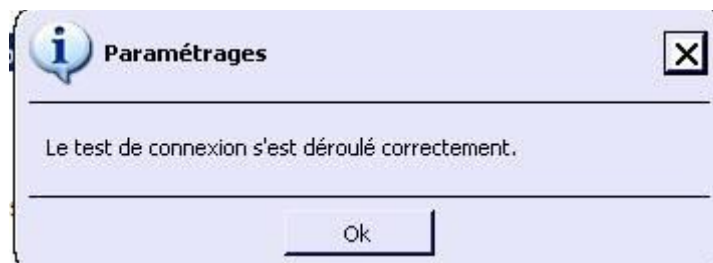 Paramétrages
Le test de connexion s'est déroulé correctement.
Ok